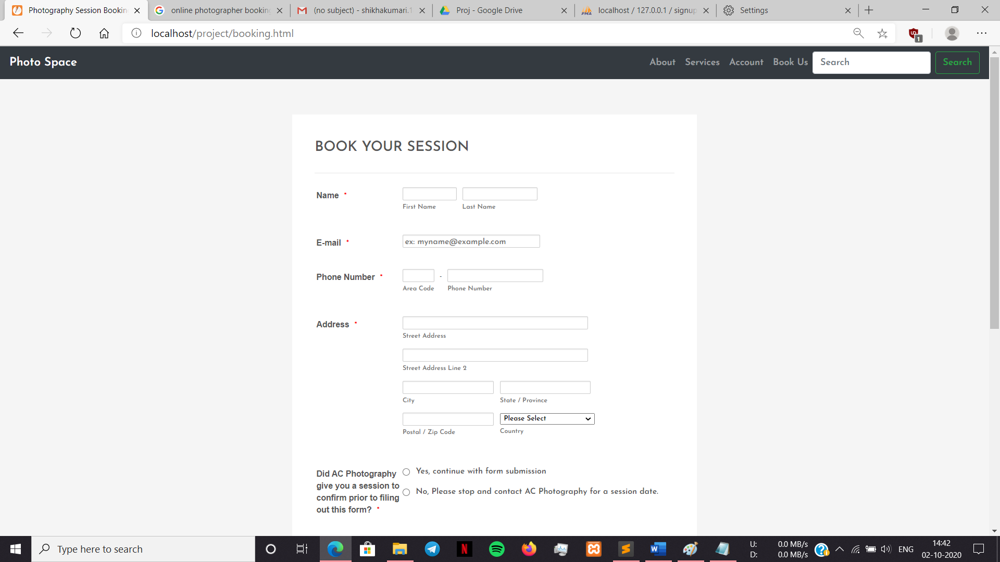 Photography Session Bookin
online photographer booking
(no subject) - shikhakumari.1
Proj - Google Drive
localhost / 127.0.0.1 / signup
Settings
localhost/project/booking.html
1
Photo Space
About
Services
Account
Book Us
Search
Search
BOOK YOUR SESSION
Name *
First Name
Last Name
E-mail *
ex: myname@example.com
Phone Number *
-
Area Code
Phone Number
Address *
Street Address
Street Address Line 2
City
State / Province
Please Select
Postal / Zip Code
Country
Did AC Photography
give you a session to
confirm prior to filing
out this form? *
Yes, continue with form submission
No, Please stop and contact AC Photography for a session date.
Type here to search
U: 0.0 MB/s
D: 0.0 MB/s
ENG
14:42
02-10-2020